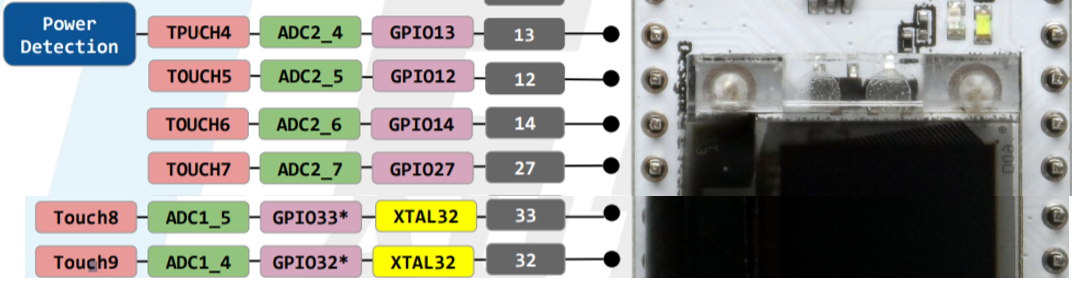 Power
Detection
TPUCH4 ADC2_4 GPIO13 13
TOUCH5 ADC2_5 GPIO12 12
TOUCH6 ADC2_6 GPIO14 14
TOUCH7 ADC2_7 GPIO27 27
Touch8 ADC1_5 GPIO33* XTAL32 33
Touch9 ADC1_4 GPIO32* XTAL32 32